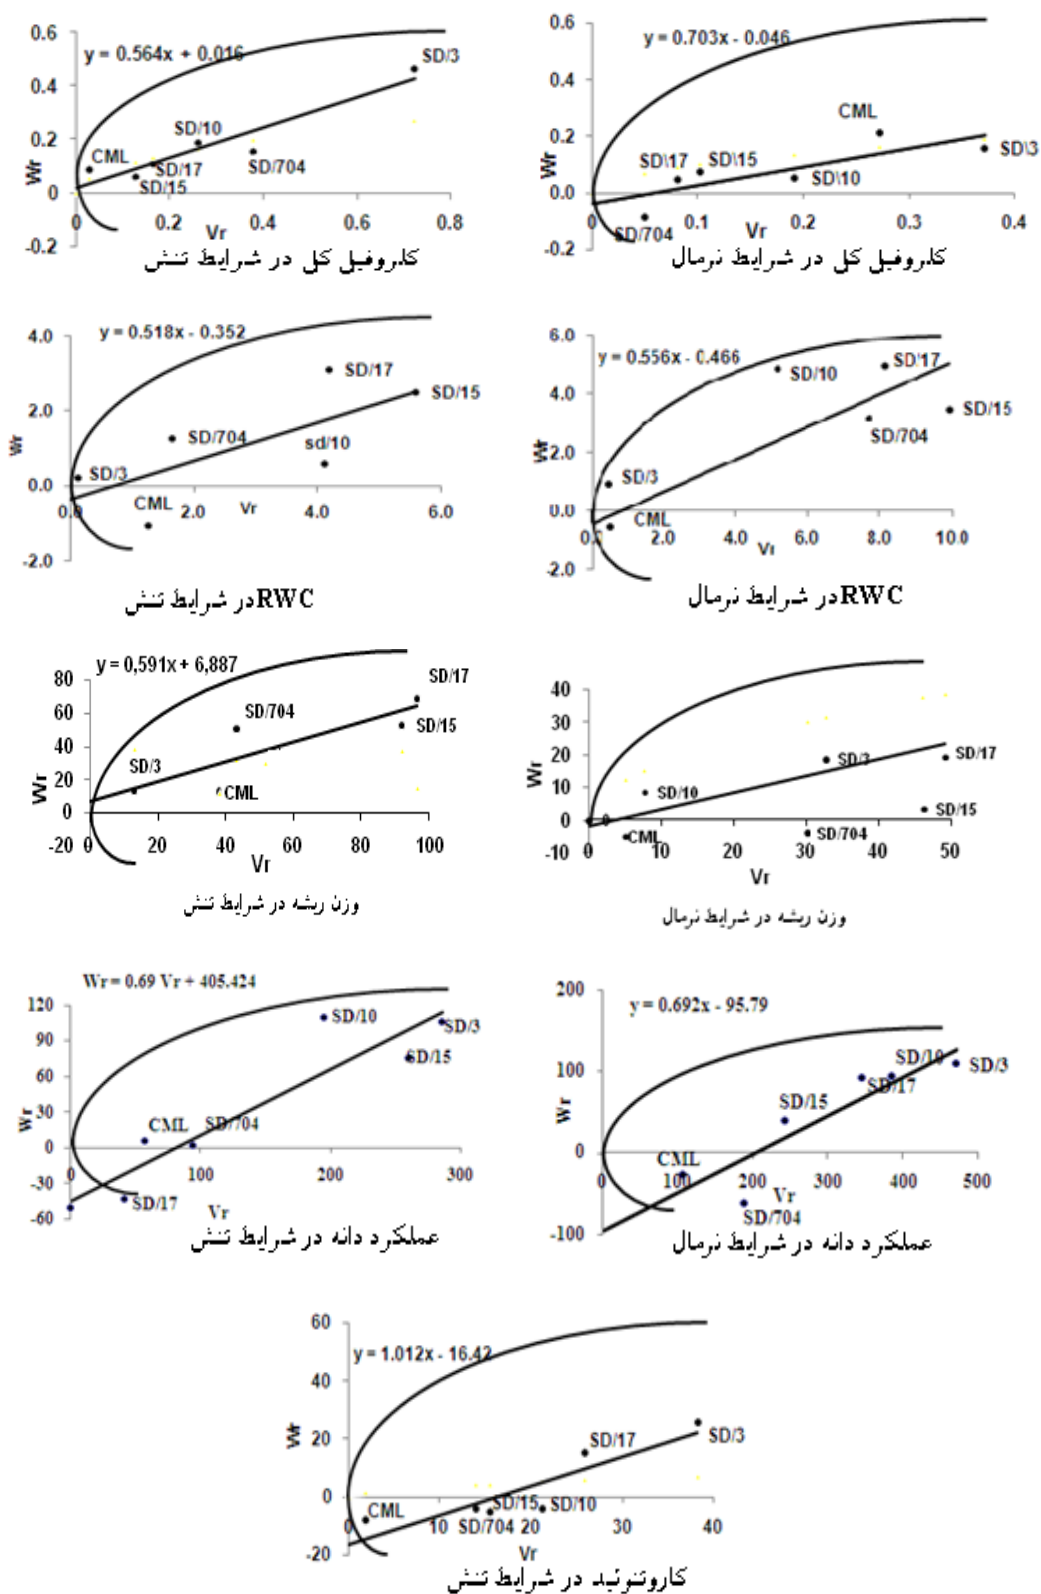 y = 0.564x + 0.016
0.6
0.4
0.2
0
-0.2
Wr
SD/3
SD/10
CML
SD/17
SD/704
SD/15
0 0.2 0.4 0.6 0.8
Vr
کلروفیل کل در شرایط تنش
y = 0.703x - 0.046
0.6
0.4
0.2
0.0
-0.2
Wr
CML
SD\17
SD\15
SD\3
SD\10
SD/704
0 0.1 0.2 0.3 0.4
Vr
کلروفیل کل در شرایط نرمال
y = 0.518x - 0.352
4.0
2.0
0.0
-2.0
Wr
SD/17
SD/15
SD/704
sd/10
SD/3
CML
0.0 2.0 4.0 6.0
Vr
RWC در شرایط تنش
y = 0.556x - 0.466
6.0
4.0
2.0
0.0
-2.0
Wr
SD/17
SD/10
SD/15
SD/704
SD/3
CML
0.0 2.0 4.0 6.0 8.0 10.0
Vr
RWC در شرایط نرمال
y = 0,591x + 6,887
80
60
40
20
0
-20
Wr
SD/17
SD/704
SD/15
SD/3
CML
0 20 40 60 80 100
Vr
وزن ریشه در شرایط تنش
40
30
20
10
0
-10
Wr
SD/3
SD/17
SD/10
SD/15
CML
SD/704
0
0 10 20 30 40 50
Vr
وزن ریشه در شرایط نرمال
Wr = 0.69 Vr + 405.424
120
90
60
30
0
-30
-60
Wr
SD/10
SD/3
SD/15
CML
SD/704
SD/17
0 100 200 300
Vr
عملکرد دانه در شرایط تنش
y = 0.692x - 95.79
200
100
0
-100
Wr
SD/10
SD/3
SD/17
SD/15
CML
SD/704
0 100 200 300 400 500
Vr
عملکرد دانه در شرایط نرمال
y = 1.012x - 16.42
60
40
20
0
-20
Wr
SD/17
SD/3
CML
SD/15
SD/10
SD/704
0 10 20 30 40
Vr
کاروتنوئید در شرایط تنش